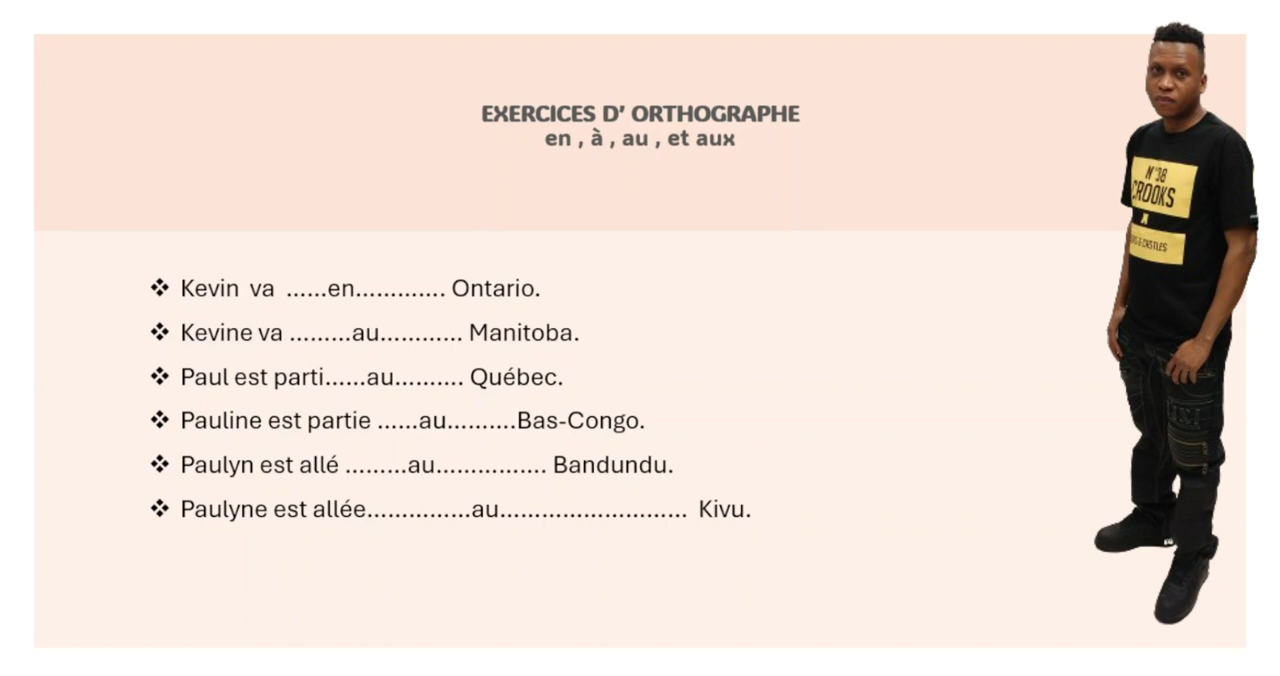 EXERCICES D’ ORTHOGRAPHE
en , à , au , et aux
❖ Kevin va ......en............. Ontario.
❖ Kevine va .........au............ Manitoba.
❖ Paul est parti......au.......... Québec.
❖ Pauline est partie ......au..........Bas-Congo.
❖ Paulyn est allé .........au................ Bandundu.
❖ Paulyne est allée...............au........................... Kivu.
CROOKS
CASTLES